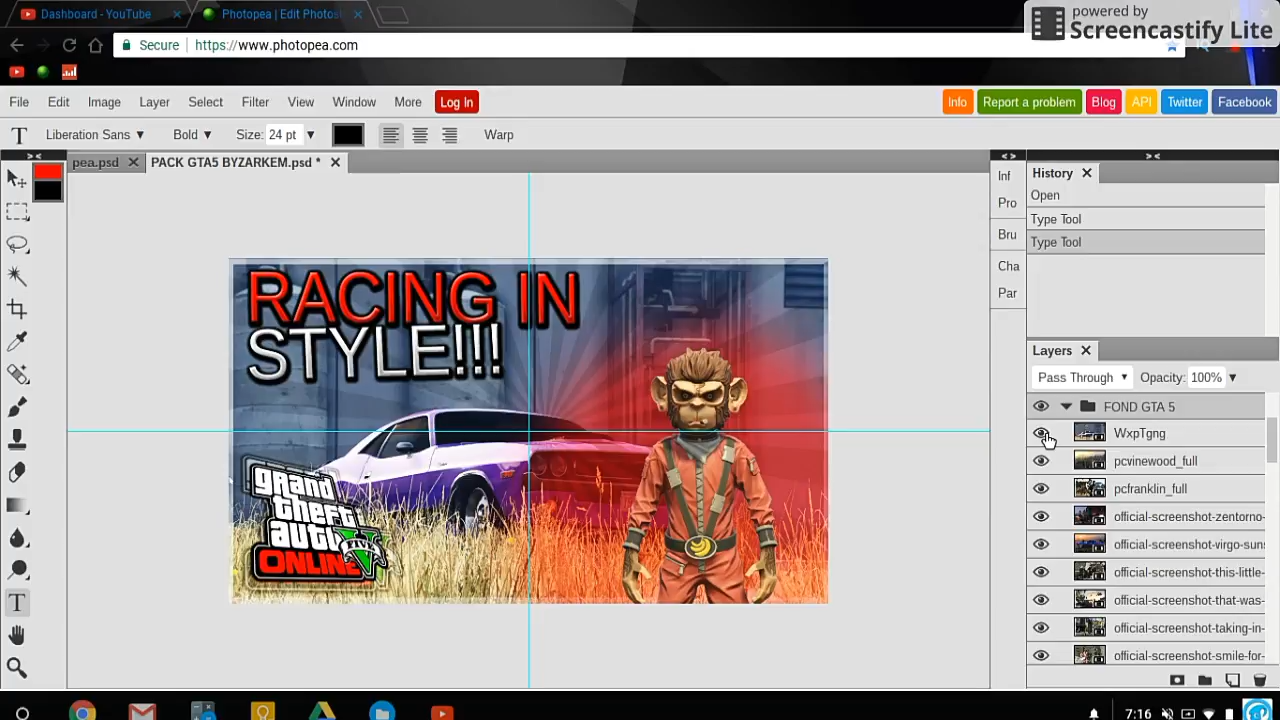 Dashboard - YouTube
Photopea | Edit Photos
powered by
Screencastify Lite
Secure
https://www.photopea.com
File Edit Image Layer Select Filter View Window More Log In
Info Report a problem Blog API Twitter Facebook
Liberation Sans Bold Size: 24 pt Warp
pea.psd
PACK GTA5 BYZARKEM.psd *
Inf
Pro
Bru
Cha
Par
History
Open
Type Tool
Type Tool
RACING IN
STYLE!!!
grand
theft
auto
V
FIVE
ONLINE
Layers
Pass Through Opacity: 100%
FOND GTA 5
WxpTgng
pcvinewood_full
pcfranklin_full
official-screenshot-zentorno-
official-screenshot-virgo-suns
official-screenshot-this-little-
official-screenshot-that-was-
official-screenshot-taking-in-
official-screenshot-smile-for-
7:16